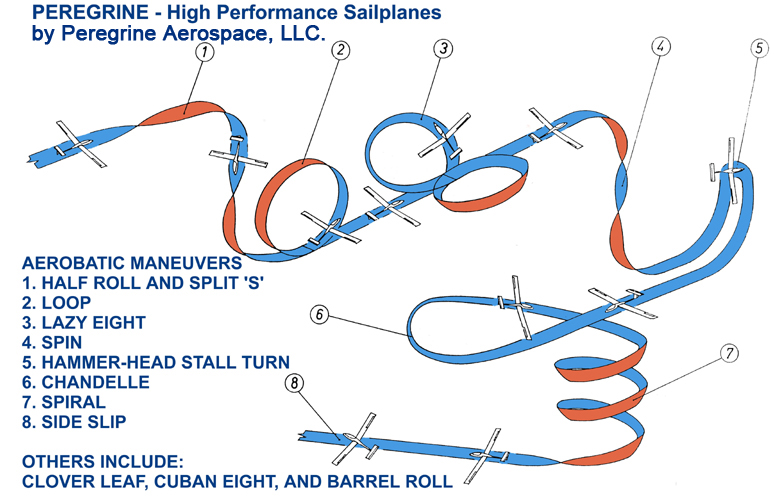 PEREGRINE - High Performance Sailplanes
by Peregrine Aerospace, LLC.
1
2
3
4
5
AEROBATIC MANEUVERS
1. HALF ROLL AND SPLIT 'S'
2. LOOP
3. LAZY EIGHT
4. SPIN
5. HAMMER-HEAD STALL TURN
6. CHANDELLE
7. SPIRAL
8. SIDE SLIP
6
7
8
OTHERS INCLUDE:
CLOVER LEAF, CUBAN EIGHT, AND BARREL ROLL